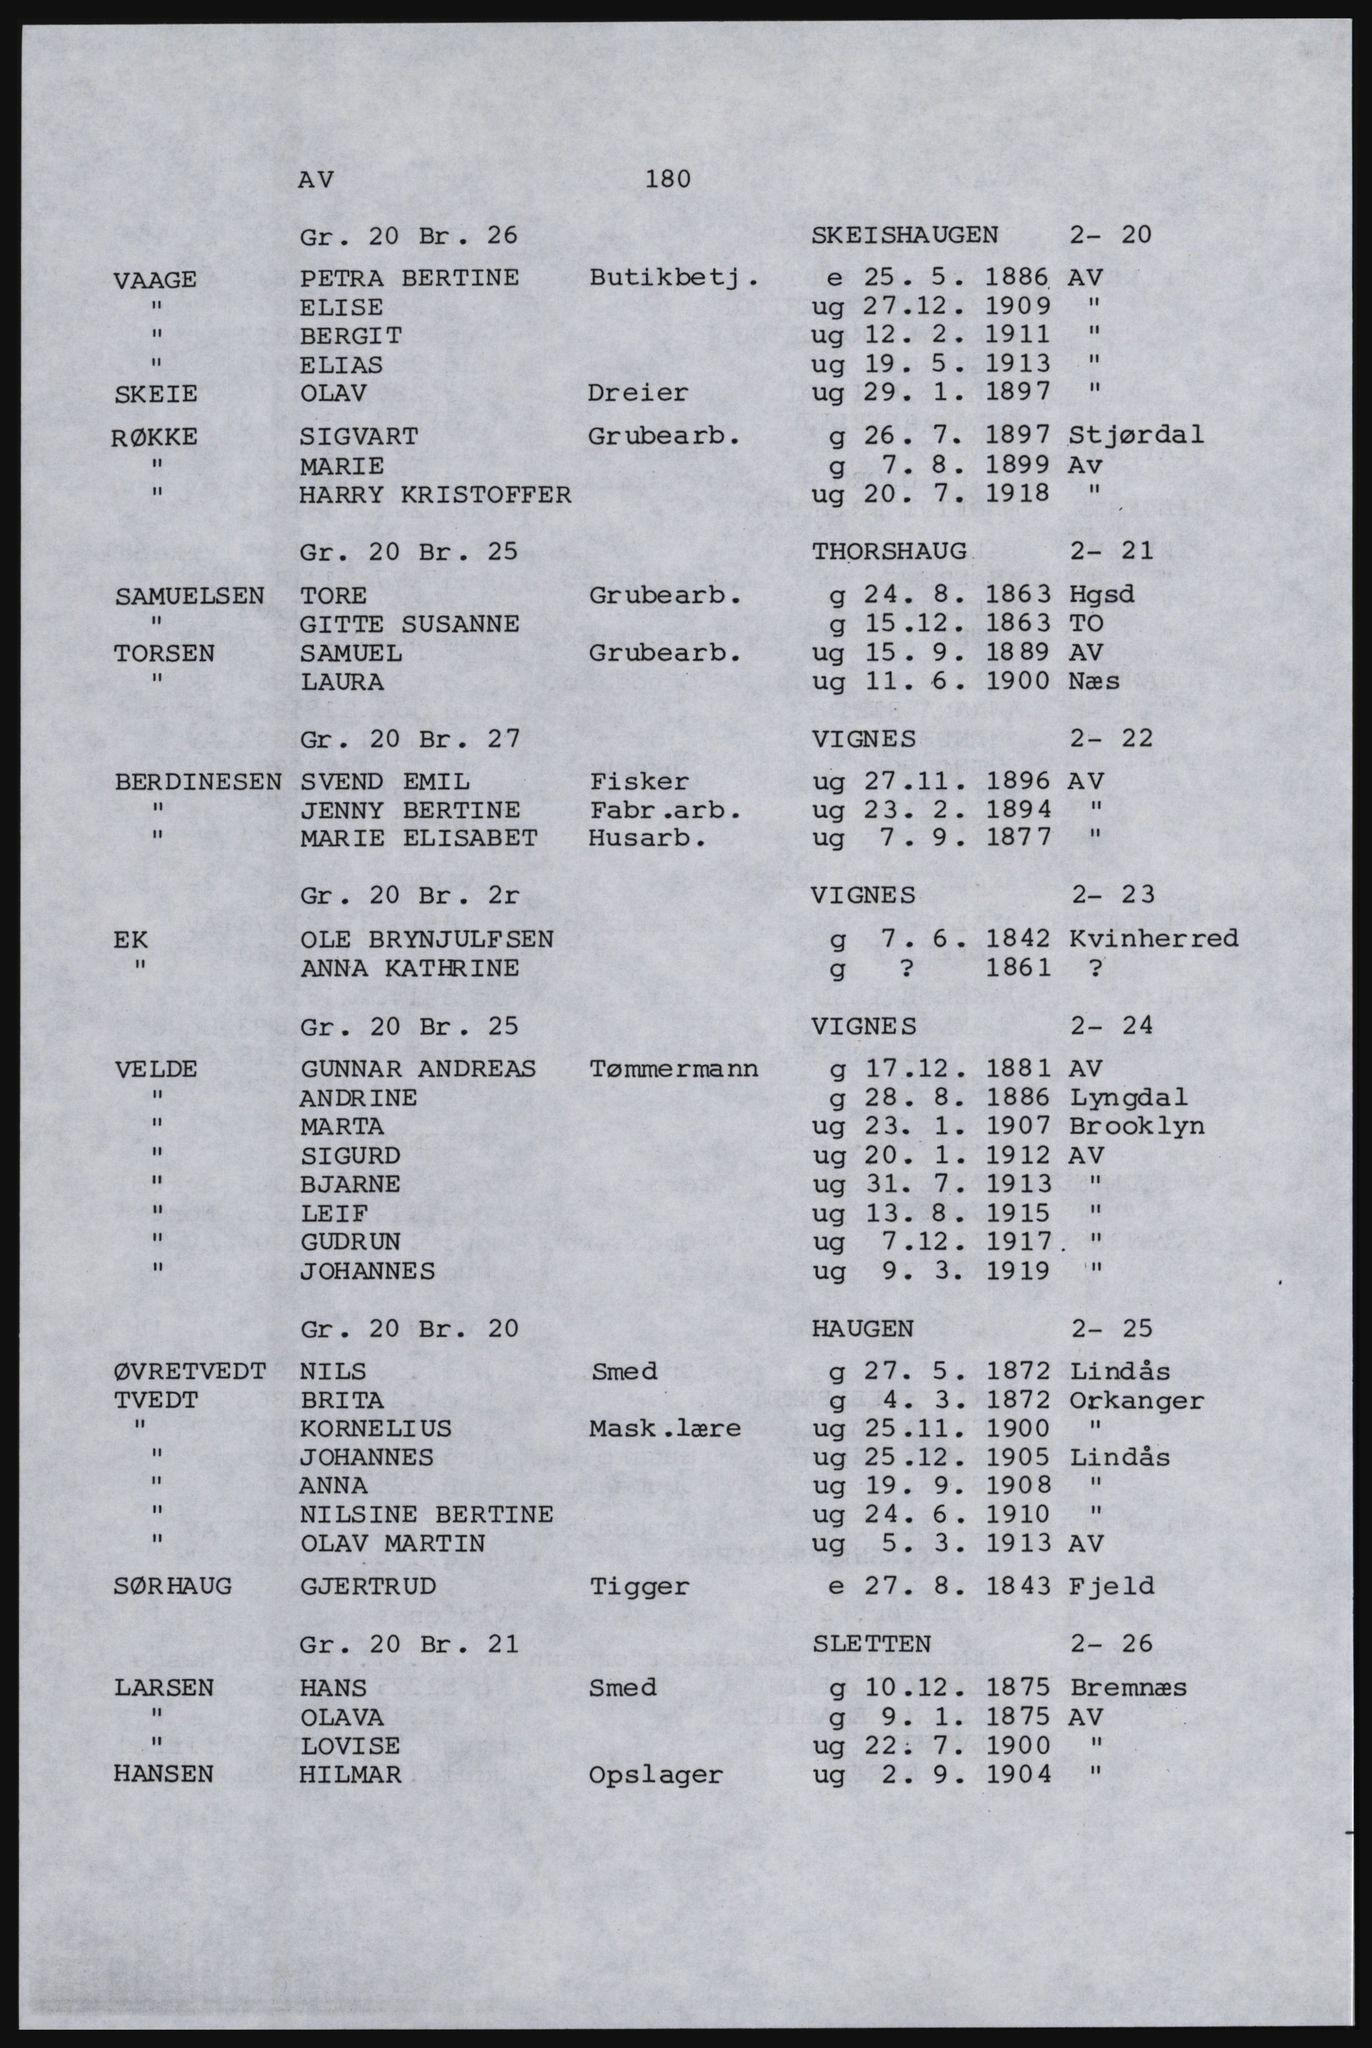 AV 180
Gr. 20 Br. 26 SKEISHAUGEN 2- 20
VAAGE PETRA BERTINE Butikbetj. e 25. 5. 1886 AV
" ELISE ug 27.12. 1909 "
" BERGIT ug 12. 2. 1911 "
" ELIAS ug 19. 5. 1913 "
SKEIE OLAV Dreier ug 29. 1. 1897 "
RØKKE SIGVART Grubearb. g 26. 7. 1897 Stjørdal
" MARIE g 7. 8. 1899 Av
" HARRY KRISTOFFER ug 20. 7. 1918 "
Gr. 20 Br. 25 THORSHAUG 2- 21
SAMUELSEN TORE Grubearb. g 24. 8. 1863 Hgsd
" GITTE SUSANNE g 15.12. 1863 TO
TORSEN SAMUEL Grubearb. ug 15. 9. 1889 AV
" LAURA ug 11. 6. 1900 Næs
Gr. 20 Br. 27 VIGNES 2- 22
BERDINESEN SVEND EMIL Fisker ug 27.11. 1896 AV
" JENNY BERTINE Fabr.arb. ug 23. 2. 1894 "
" MARIE ELISABET Husarb. ug 7. 9. 1877 "
Gr. 20 Br. 2r VIGNES 2- 23
EK OLE BRYNJULFSEN g 7. 6. 1842 Kvinherred
" ANNA KATHRINE g ? 1861 ?
Gr. 20 Br. 25 VIGNES 2- 24
VELDE GUNNAR ANDREAS Tømmermann g 17.12. 1881 AV
" ANDRINE g 28. 8. 1886 Lyngdal
" MARTA ug 23. 1. 1907 Brooklyn
" SIGURD ug 20. 1. 1912 AV
" BJARNE ug 31. 7. 1913 "
" LEIF ug 13. 8. 1915 "
" GUDRUN ug 7.12. 1917. "
" JOHANNES ug 9. 3. 1919 "
Gr. 20 Br. 20 HAUGEN 2- 25
ØVRETVEDT NILS Smed g 27. 5. 1872 Lindås
TVEDT BRITA g 4. 3. 1872 Orkanger
" KORNELIUS Mask.lære ug 25.11. 1900 "
" JOHANNES ug 25.12. 1905 Lindås
" ANNA ug 19. 9. 1908 "
" NILSINE BERTINE ug 24. 6. 1910 "
" OLAV MARTIN ug 5. 3. 1913 AV
SØRHAUG GJERTRUD Tigger e 27. 8. 1843 Fjeld
Gr. 20 Br. 21 SLETTEN 2- 26
LARSEN HANS Smed g 10.12. 1875 Bremnæs
" OLAVA g 9. 1. 1875 AV
" LOVISE ug 22. 7. 1900 "
HANSEN HILMAR Opslager ug 2. 9. 1904 "